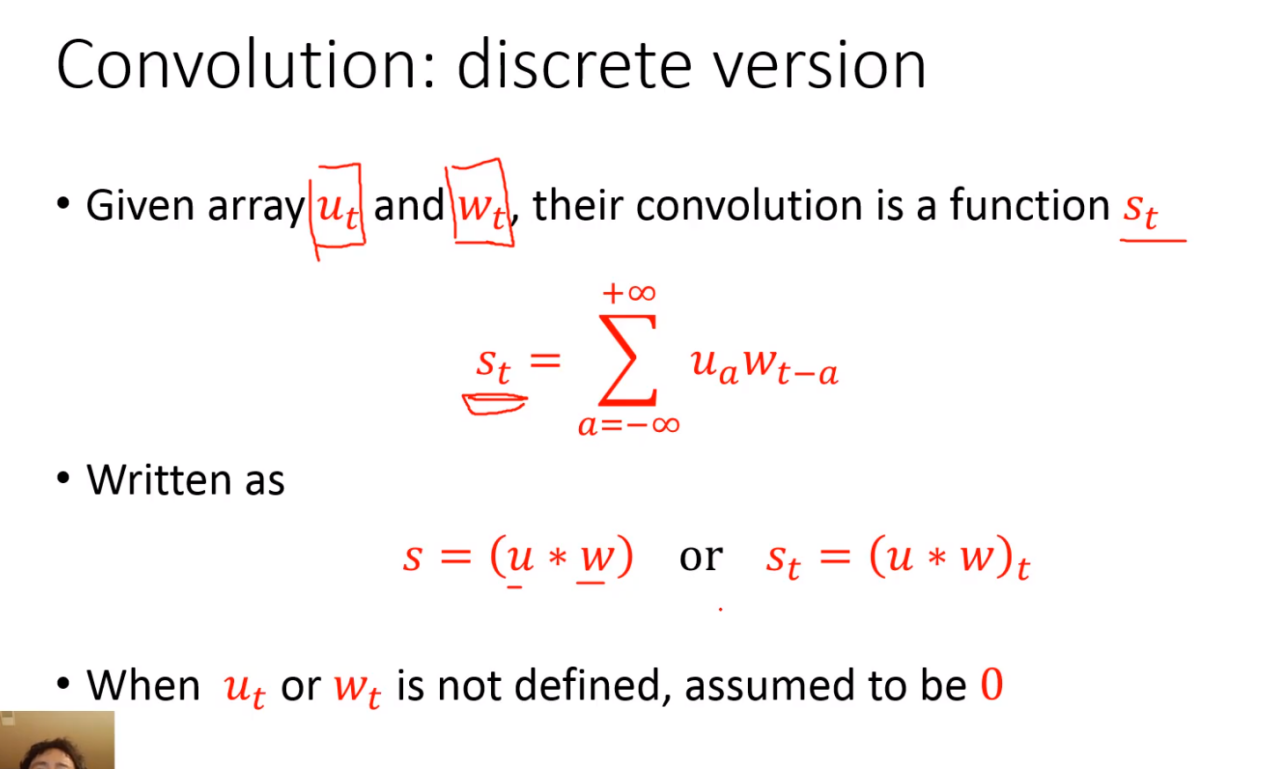 Convolution: discrete version
• Given array u_t and w_t, their convolution is a function s_t
s_t = ∑_{a=-∞}^{+∞} u_a w_{t-a}
• Written as
s = (u * w) or s_t = (u * w)_t
• When u_t or w_t is not defined, assumed to be 0